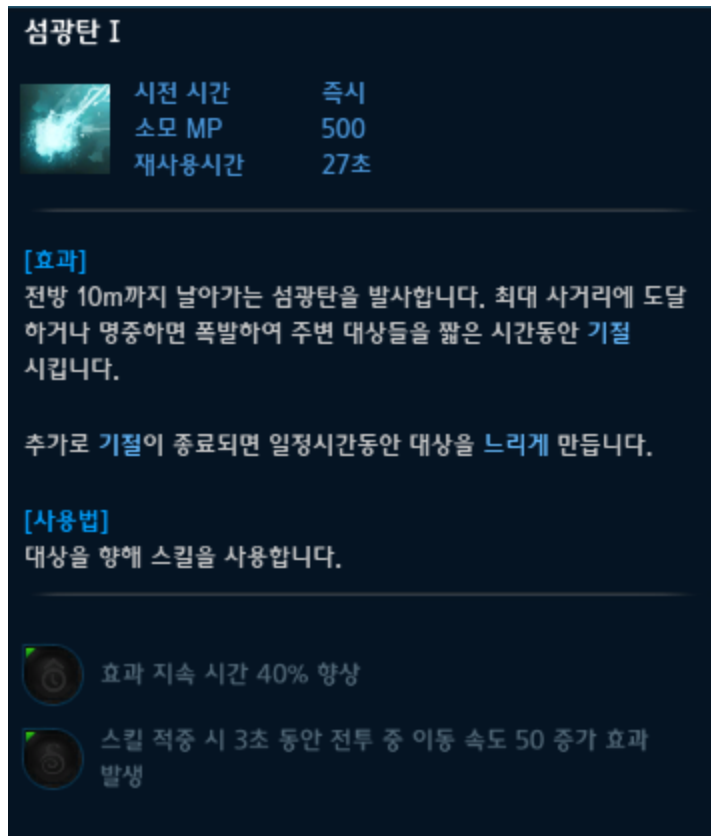 섬광탄 I
시전 시간 즉시
소모 MP 500
재사용시간 27초
[효과]
전방 10m까지 날아가는 섬광탄을 발사합니다. 최대 사거리에 도달
하거나 명중하면 폭발하여 주변 대상들을 짧은 시간동안 기절
시킵니다.
추가로 기절이 종료되면 일정시간동안 대상을 느리게 만듭니다.
[사용법]
대상을 향해 스킬을 사용합니다.
효과 지속 시간 40% 향상
스킬 적중 시 3초 동안 전투 중 이동 속도 50 증가 효과
발생